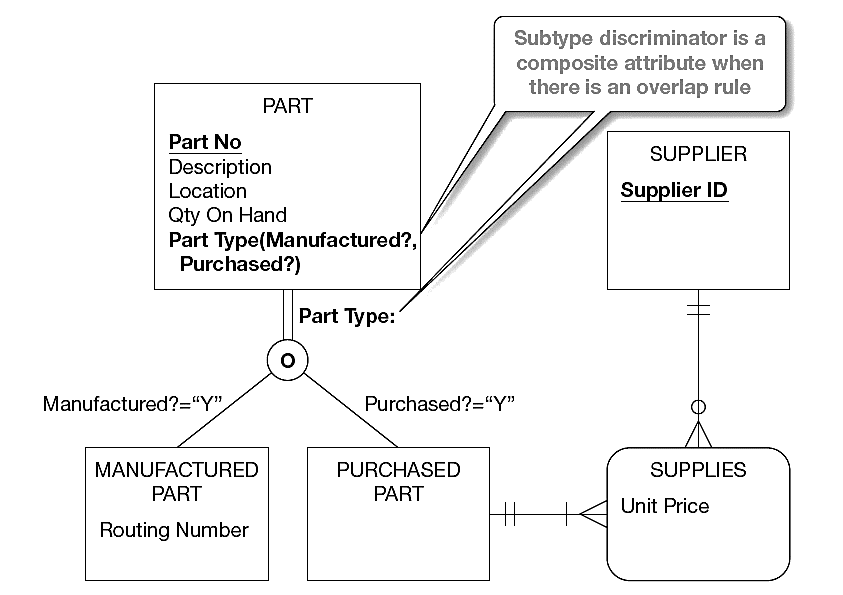 Subtype discriminator is a
composite attribute when
there is an overlap rule
PART
Part No
Description
Location
Qty On Hand
Part Type(Manufactured?,
Purchased?)
SUPPLIER
Supplier ID
Part Type:
O
Manufactured?=“Y”
Purchased?=“Y”
MANUFACTURED
PART
Routing Number
PURCHASED
PART
SUPPLIES
Unit Price